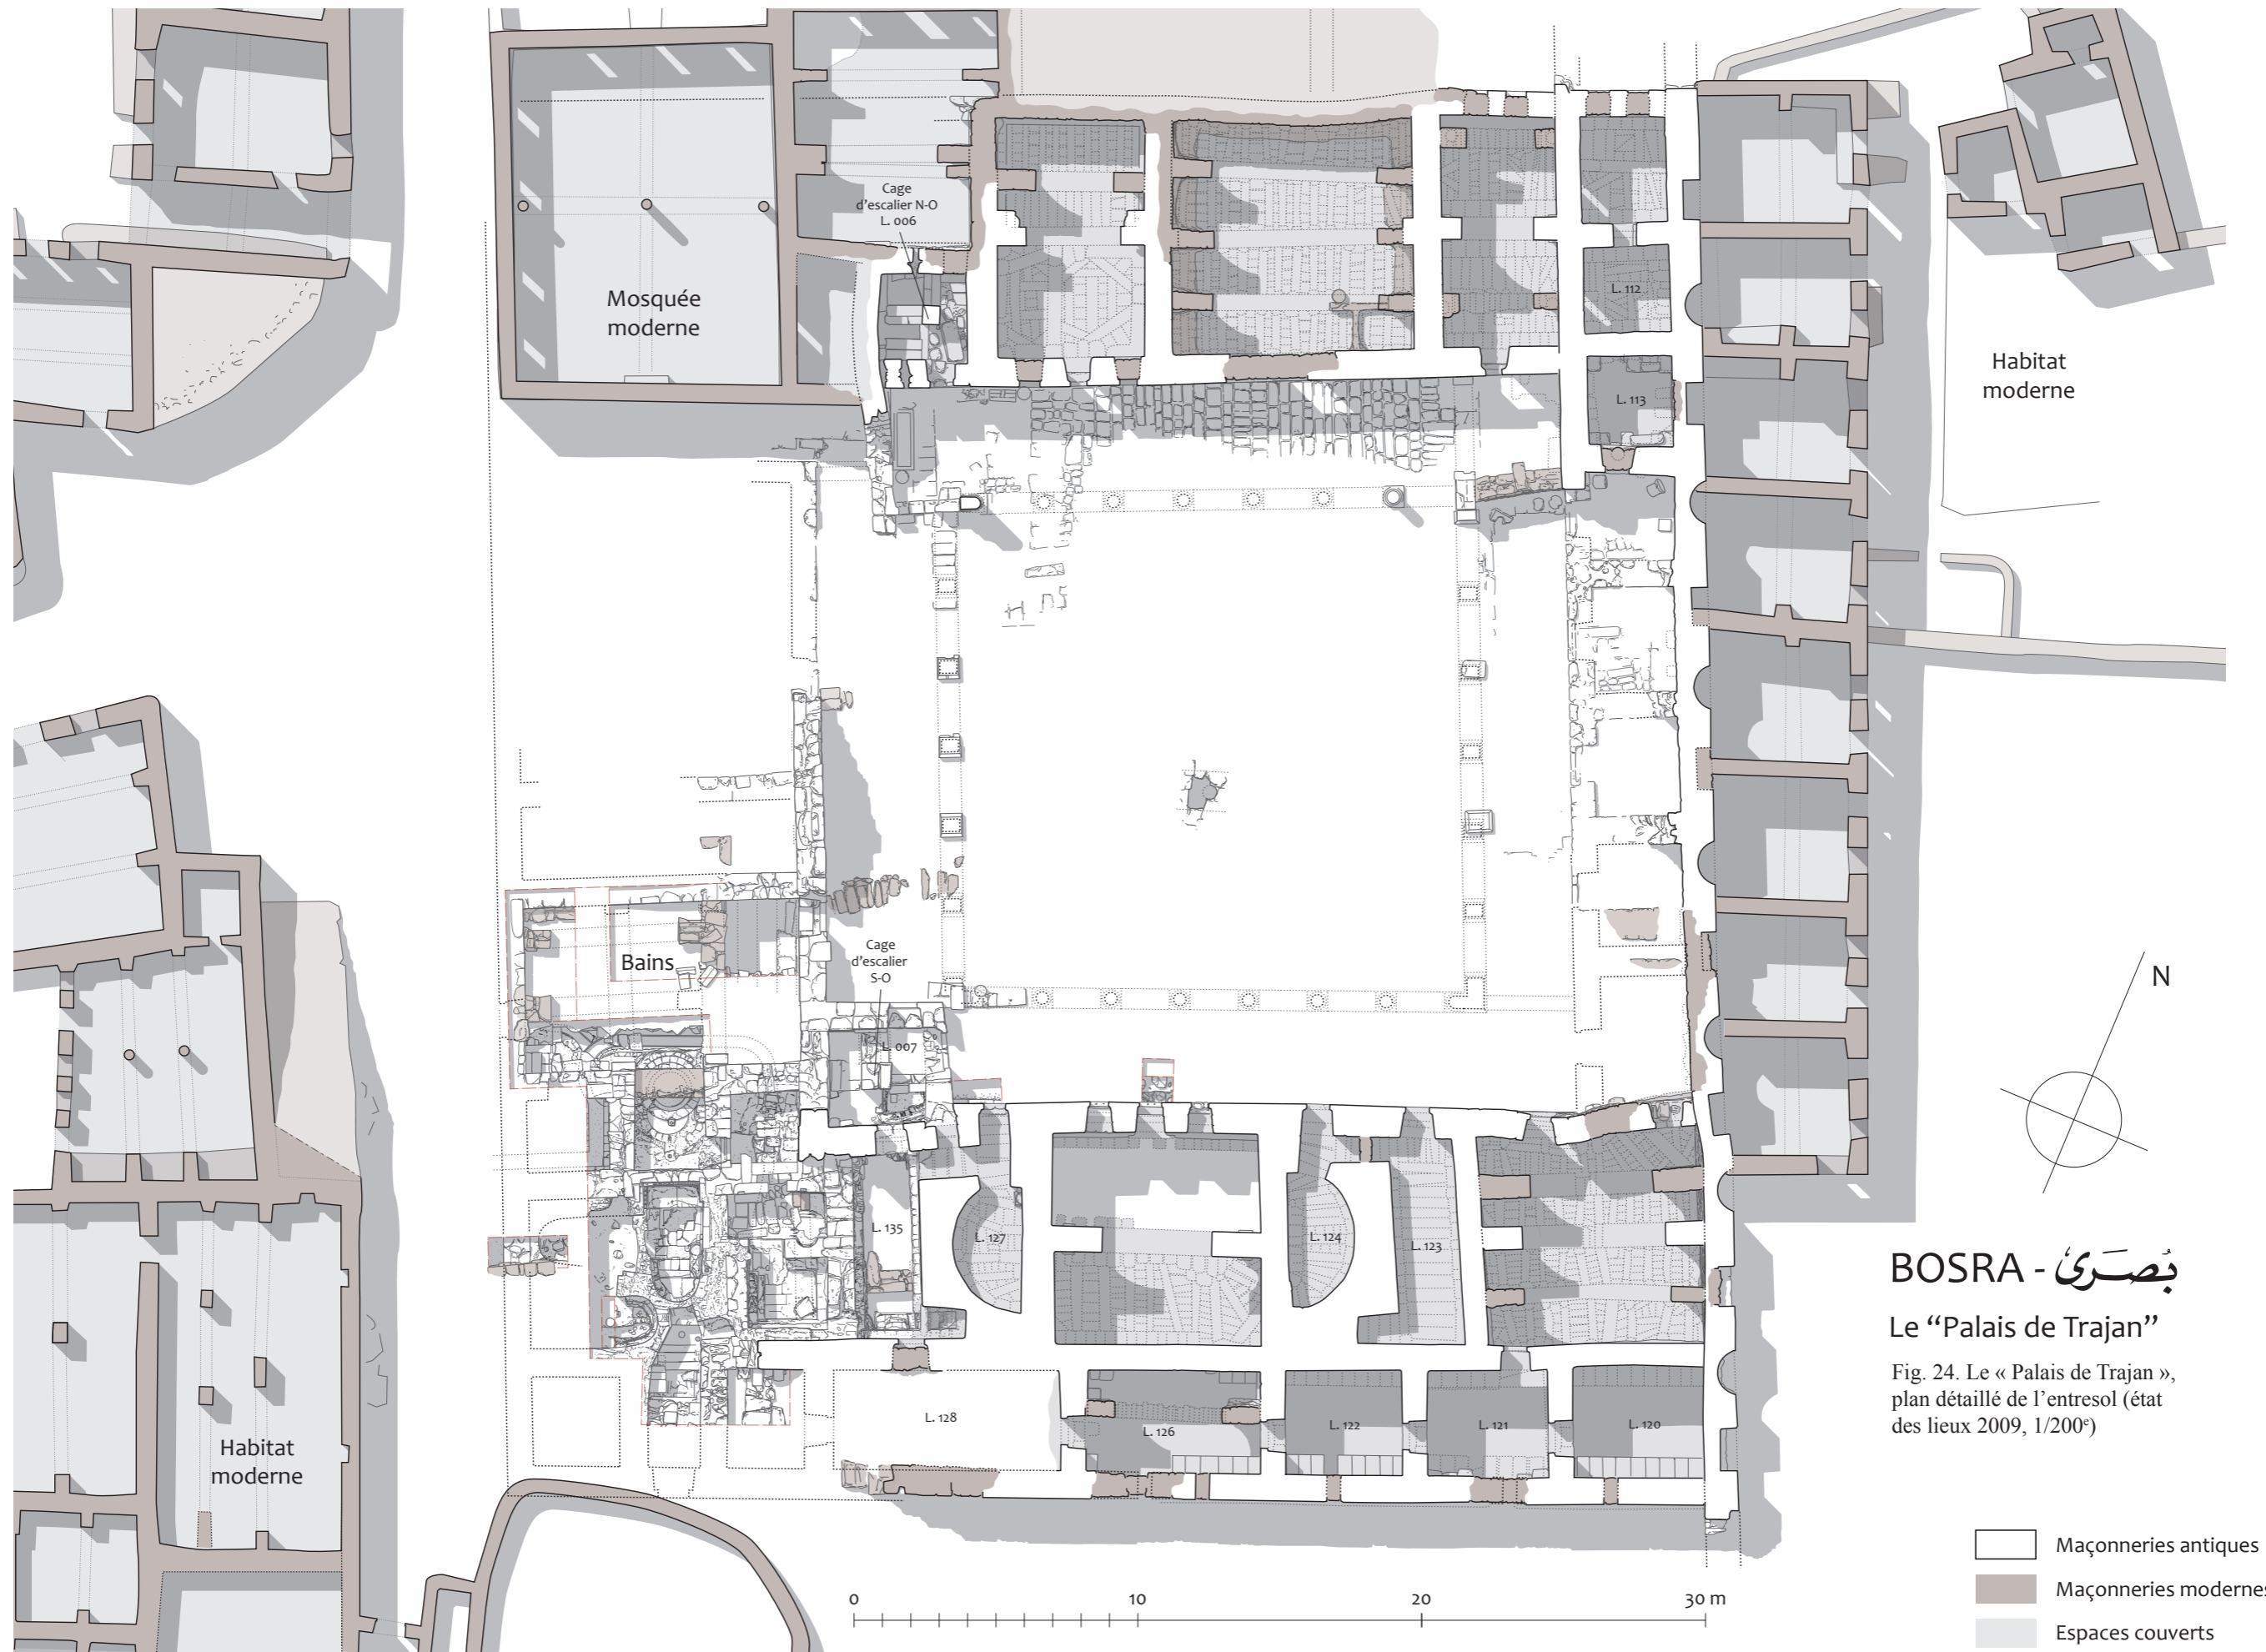 Cage
d'escalier N-O
L. 006
Mosquée
moderne
L. 112
L. 113
Habitat
moderne
Bains
Cage
d'escalier
S-O
L. 007
N
L. 135
L. 127
L. 124
L. 123
BOSRA - بُصَرَىٰ
Le “Palais de Trajan”
Fig. 24. Le « Palais de Trajan »,
plan détaillé de l'entresol (état
des lieux 2009, 1/200e)
L. 128
L. 126
L. 122
L. 121
L. 120
Habitat
moderne
Maçonneries antiques
Maçonneries modernes
Espaces couverts
0 10 20 30 m